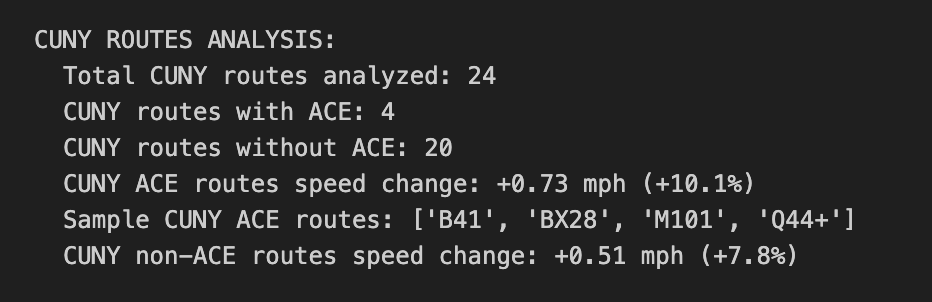 CUNY ROUTES ANALYSIS:
Total CUNY routes analyzed: 24
CUNY routes with ACE: 4
CUNY routes without ACE: 20
CUNY ACE routes speed change: +0.73 mph (+10.1%)
Sample CUNY ACE routes: ['B41', 'BX28', 'M101', 'Q44+']
CUNY non-ACE routes speed change: +0.51 mph (+7.8%)